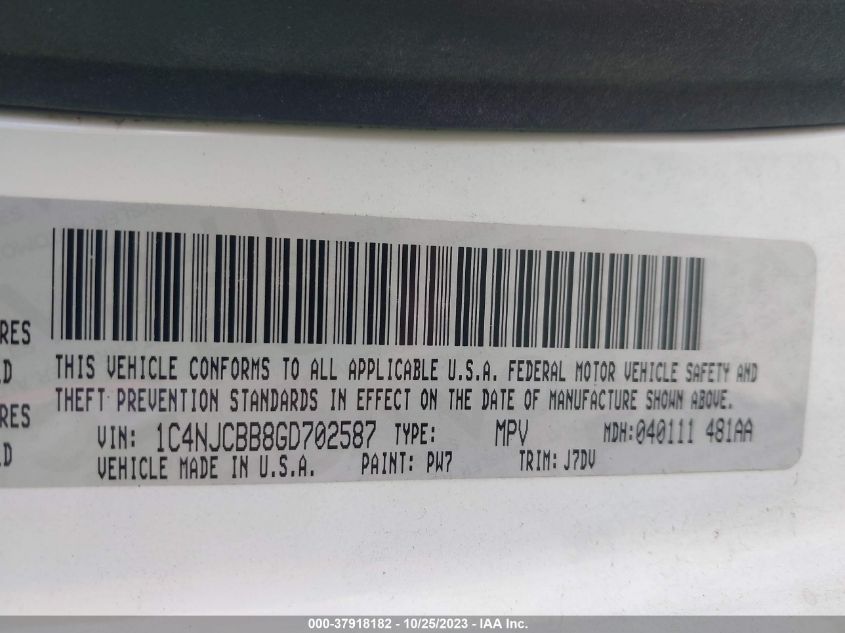 RES
LD
RES
LD
THIS VEHICLE CONFORMS TO ALL APPLICABLE U.S.A. FEDERAL MOTOR VEHICLE SAFETY AND
THEFT PREVENTION STANDARDS IN EFFECT ON THE DATE OF MANUFACTURE SHOWN ABOVE.
VIN: 1C4NJCBB8GD702587 TYPE: MPV MDH:040111 481AA
VEHICLE MADE IN U.S.A. PAINT: PW7 TRIM: J7DV
000-37918182 - 10/25/2023 - IAA Inc.